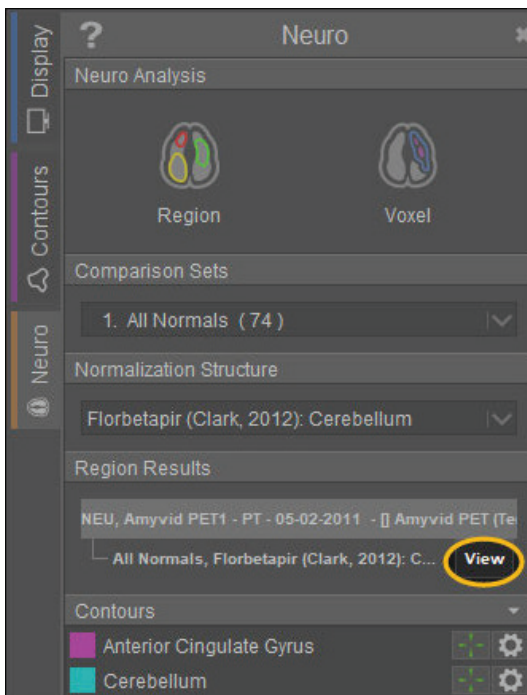 ? Neuro ×
Display
Contours
Neuro
Neuro Analysis
Region Voxel
Comparison Sets
1. All Normals ( 74 )
Normalization Structure
Florbetapir (Clark, 2012): Cerebellum
Region Results
NEU, Amyvid PET1 - PT - 05-02-2011 - [] Amyvid PET (Te
All Normals, Florbetapir (Clark, 2012): C... View
Contours
Anterior Cingulate Gyrus
Cerebellum